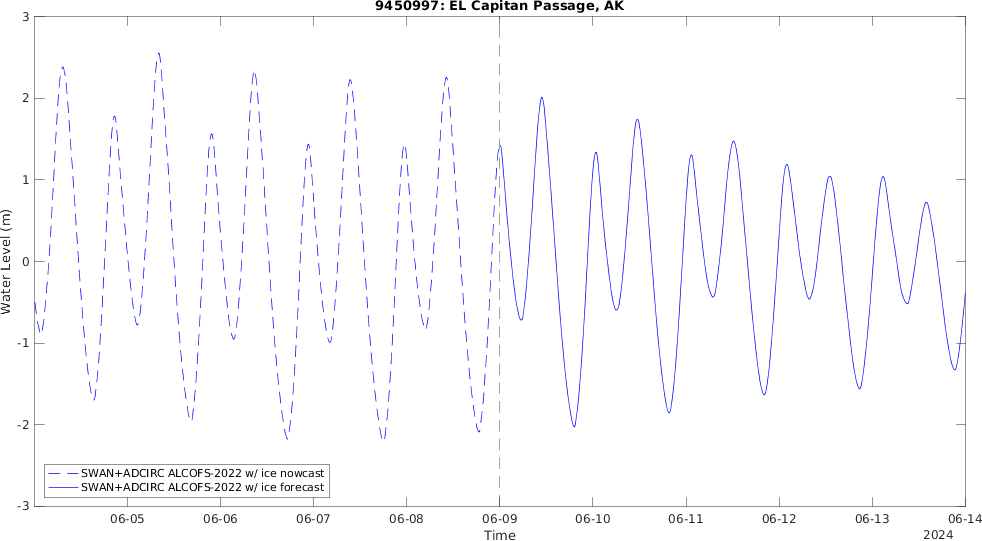 9450997: EL Capitan Passage, AK
3
2
1
0
-1
-2
-3
Water Level (m)
SWAN+ADCIRC ALCOFS-2022 w/ ice nowcast
SWAN+ADCIRC ALCOFS-2022 w/ ice forecast
06-05 06-06 06-07 06-08 06-09 06-10 06-11 06-12 06-13 06-14
Time
2024